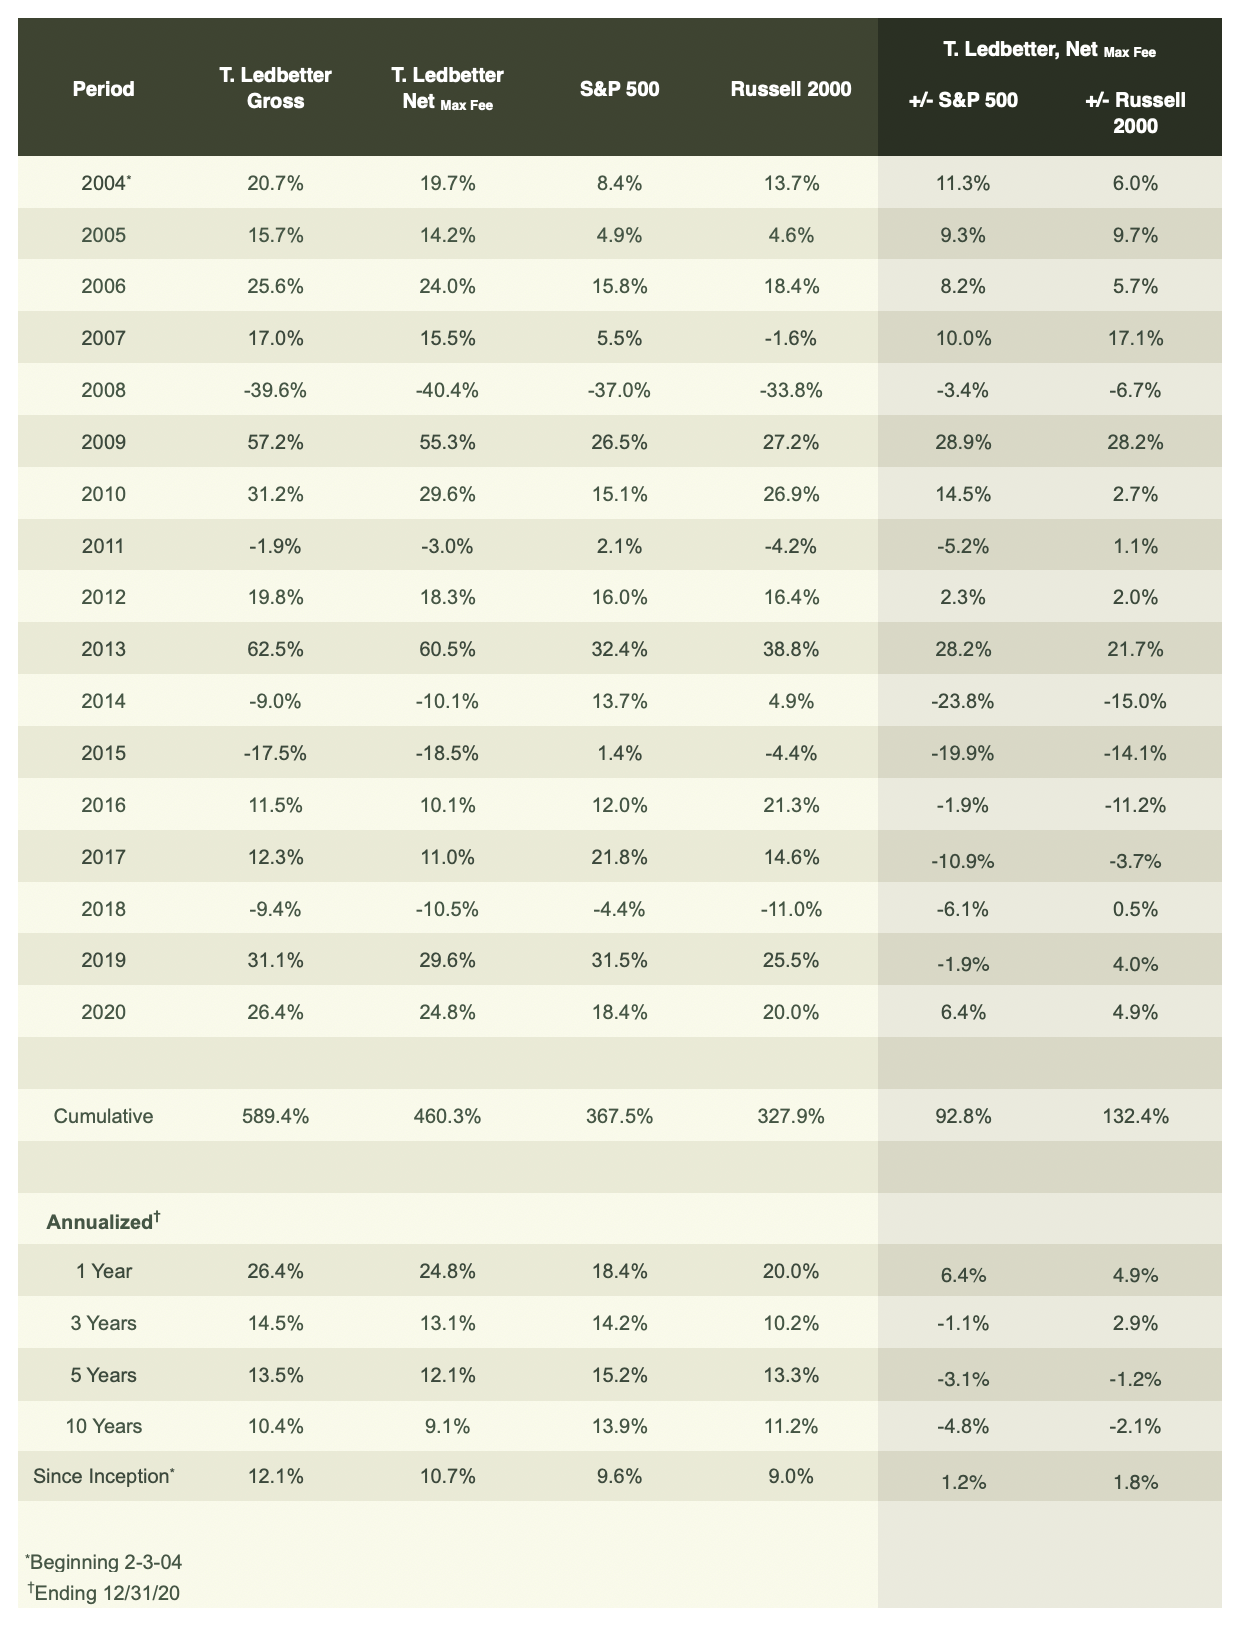 Period T. Ledbetter Gross T. Ledbetter Net Max Fee S&P 500 Russell 2000 T. Ledbetter, Net Max Fee
+/- S&P 500 +/- Russell 2000
2004* 20.7% 19.7% 8.4% 13.7% 11.3% 6.0%
2005 15.7% 14.2% 4.9% 4.6% 9.3% 9.7%
2006 25.6% 24.0% 15.8% 18.4% 8.2% 5.7%
2007 17.0% 15.5% 5.5% -1.6% 10.0% 17.1%
2008 -39.6% -40.4% -37.0% -33.8% -3.4% -6.7%
2009 57.2% 55.3% 26.5% 27.2% 28.9% 28.2%
2010 31.2% 29.6% 15.1% 26.9% 14.5% 2.7%
2011 -1.9% -3.0% 2.1% -4.2% -5.2% 1.1%
2012 19.8% 18.3% 16.0% 16.4% 2.3% 2.0%
2013 62.5% 60.5% 32.4% 38.8% 28.2% 21.7%
2014 -9.0% -10.1% 13.7% 4.9% -23.8% -15.0%
2015 -17.5% -18.5% 1.4% -4.4% -19.9% -14.1%
2016 11.5% 10.1% 12.0% 21.3% -1.9% -11.2%
2017 12.3% 11.0% 21.8% 14.6% -10.9% -3.7%
2018 -9.4% -10.5% -4.4% -11.0% -6.1% 0.5%
2019 31.1% 29.6% 31.5% 25.5% -1.9% 4.0%
2020 26.4% 24.8% 18.4% 20.0% 6.4% 4.9%
Cumulative 589.4% 460.3% 367.5% 327.9% 92.8% 132.4%
Annualized†
1 Year 26.4% 24.8% 18.4% 20.0% 6.4% 4.9%
3 Years 14.5% 13.1% 14.2% 10.2% -1.1% 2.9%
5 Years 13.5% 12.1% 15.2% 13.3% -3.1% -1.2%
10 Years 10.4% 9.1% 13.9% 11.2% -4.8% -2.1%
Since Inception* 12.1% 10.7% 9.6% 9.0% 1.2% 1.8%
*Beginning 2-3-04
†Ending 12/31/20